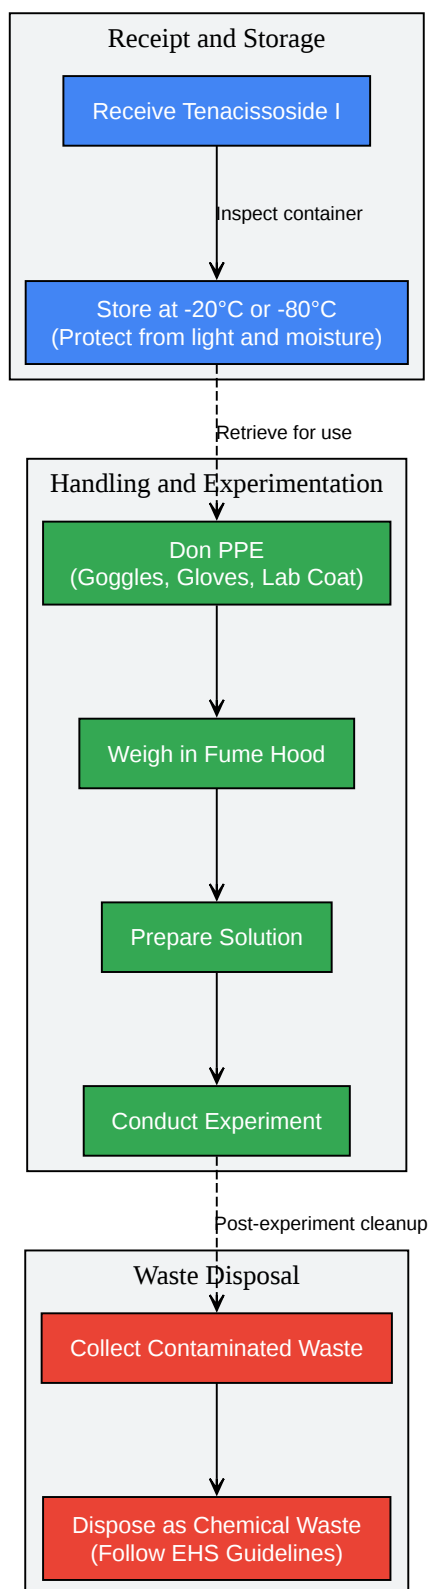 Receipt and Storage
Receive Tenacissoside I
Inspect container
Store at -20°C or -80°C
(Protect from light and moisture)
Retrieve for use
Handling and Experimentation
Don PPE
(Goggles, Gloves, Lab Coat)
Weigh in Fume Hood
Prepare Solution
Conduct Experiment
Post-experiment cleanup
Waste Disposal
Collect Contaminated Waste
Dispose as Chemical Waste
(Follow EHS Guidelines)